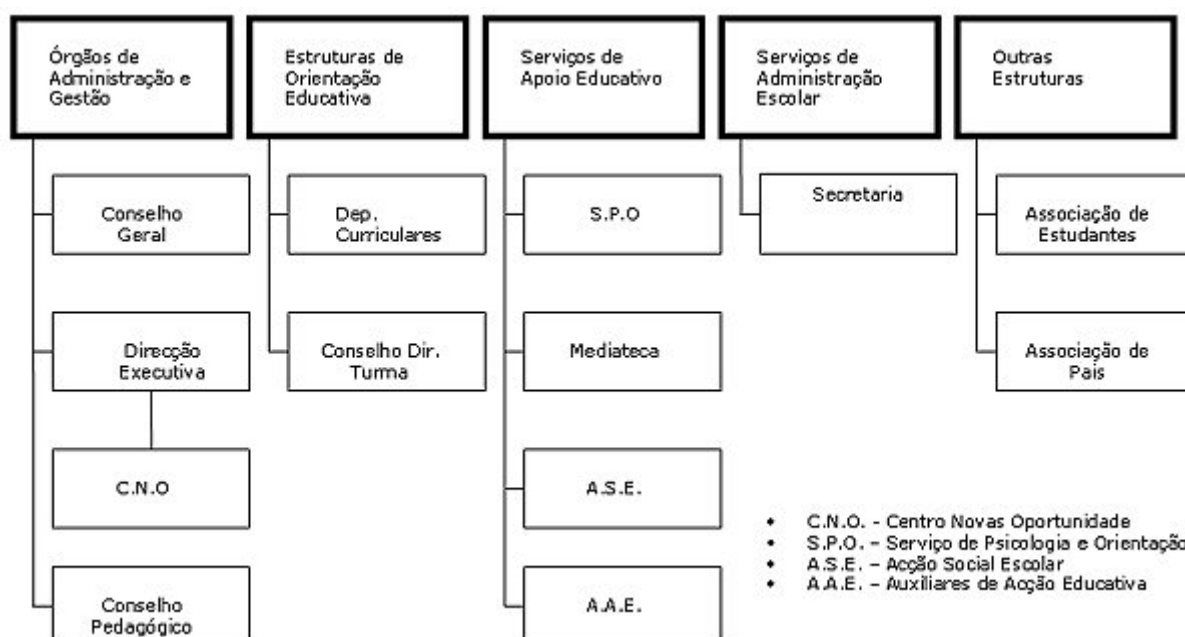 Órgãos de
Administração e
Gestão
Estruturas de
Orientação
Educativa
Serviços de
Apoio Educativo
Serviços de
Administração
Escolar
Outras
Estruturas
Conselho
Geral
Dep.
Curriculares
S.P.O
Secretaria
Associação de
Estudantes
Direcção
Executiva
Conselho Dir.
Turma
Mediateca
Associação de
Pais
C.N.O
A.S.E.
Conselho
Pedagógico
A.A.E.
• C.N.O. - Centro Novas Oportunidade
• S.P.O. – Serviço de Psicologia e Orientação
• A.S.E. – Acção Social Escolar
• A.A.E. – Auxiliares de Acção Educativa